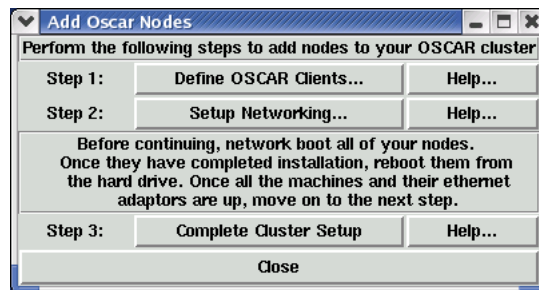 Add Oscar Nodes
Perform the following steps to add nodes to your OSCAR cluster
Step 1: Define OSCAR Clients... Help...
Step 2: Setup Networking... Help...
Before continuing, network boot all of your nodes.
Once they have completed installation, reboot them from
the hard drive. Once all the machines and their ethernet
adaptors are up, move on to the next step.
Step 3: Complete Cluster Setup Help...
Close